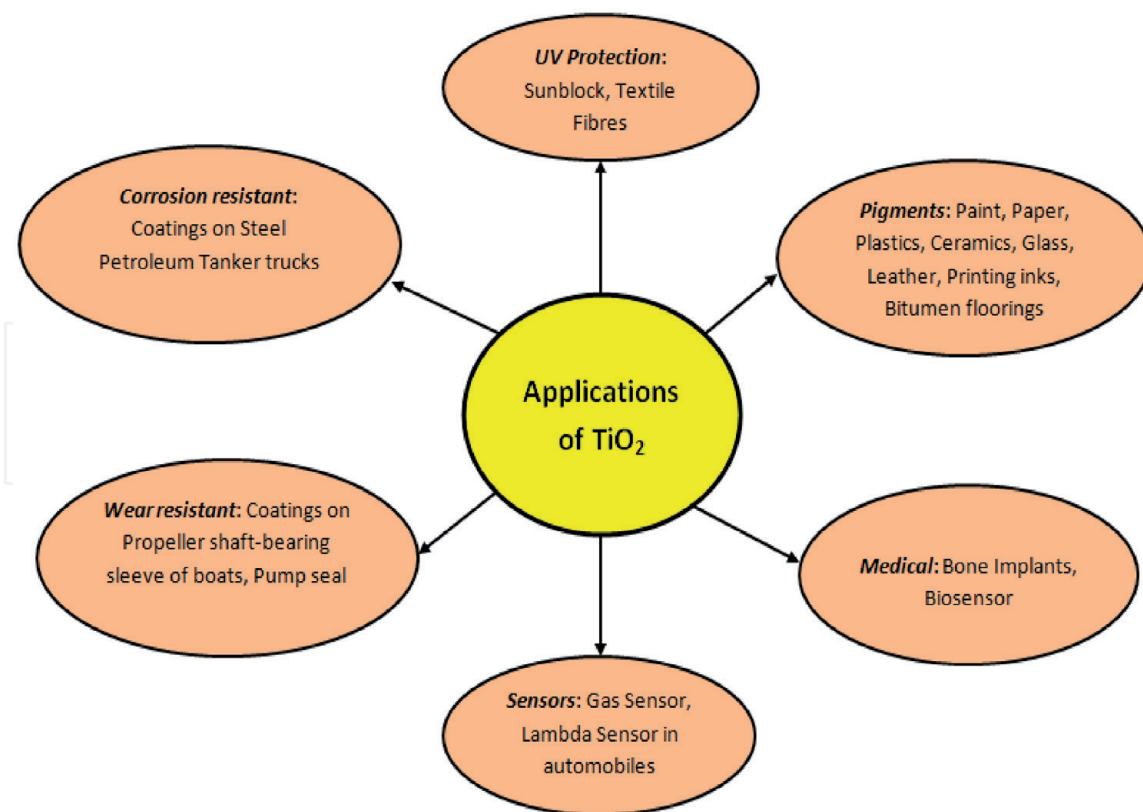 UV Protection:
Sunblock, Textile
Fibres
Corrosion resistant:
Coatings on Steel
Petroleum Tanker trucks
Pigments: Paint, Paper,
Plastics, Ceramics, Glass,
Leather, Printing inks,
Bitumen floorings
Applications
of TiO₂
Wear resistant: Coatings on
Propeller shaft-bearing
sleeve of boats, Pump seal
Medical: Bone Implants,
Biosensor
Sensors: Gas Sensor,
Lambda Sensor in
automobiles